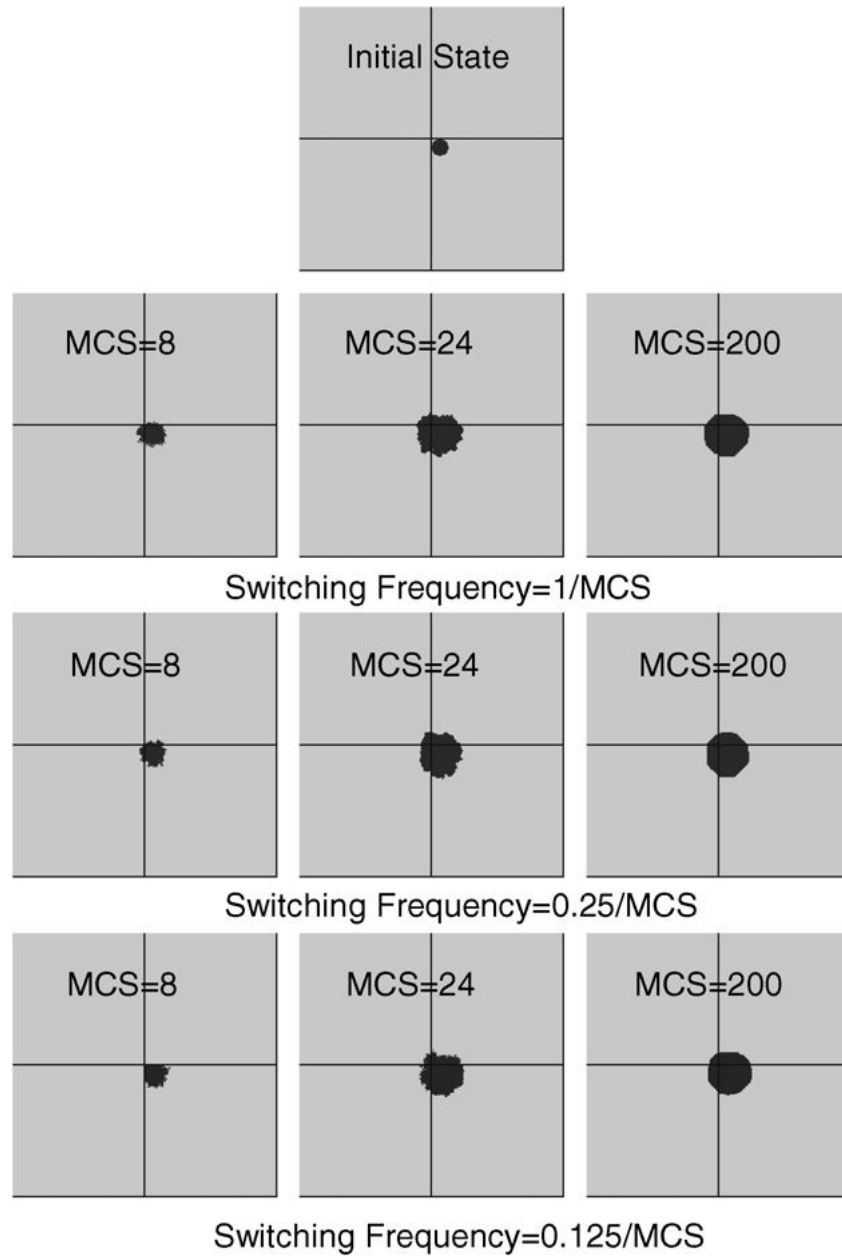 Initial State
MCS=8
MCS=24
MCS=200
Switching Frequency=1/MCS
MCS=8
MCS=24
MCS=200
Switching Frequency=0.25/MCS
MCS=8
MCS=24
MCS=200
Switching Frequency=0.125/MCS